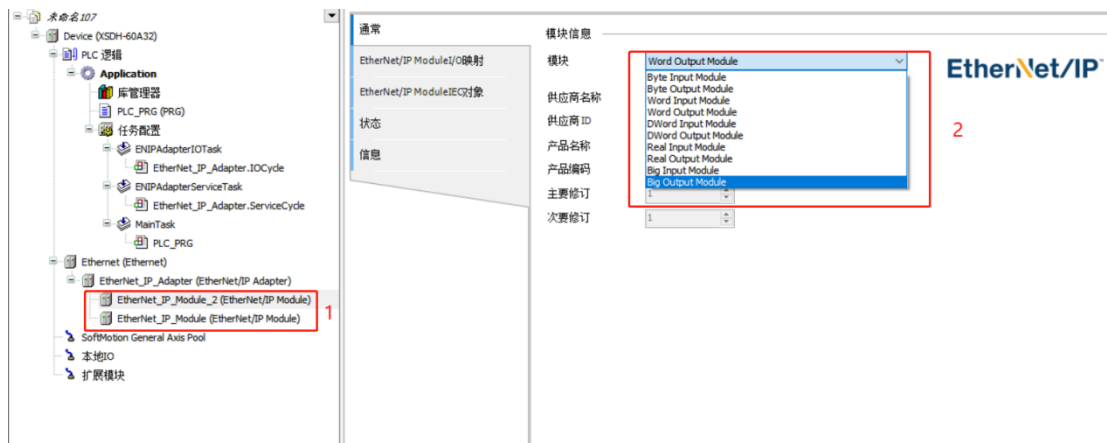 未命名107
Device (XSDH-60A32)
PLC 逻辑
Application
库管理器
PLC_PRG (PRG)
任务配置
ENIPAdapterIOTask
EtherNet_IP_Adapter.IOCycle
ENIPAdapterServiceTask
EtherNet_IP_Adapter.ServiceCycle
MainTask
PLC_PRG
Ethernet (Ethernet)
EtherNet_IP_Adapter (EtherNet/IP Adapter)
EtherNet_IP_Module_2 (EtherNet/IP Module)
EtherNet_IP_Module (EtherNet/IP Module)
1
SoftMotion General Axis Pool
本地IO
扩展模块
通常
EtherNet/IP ModuleI/O映射
EtherNet/IP ModuleIEC对象
状态
信息
模块信息
模块
Word Output Module
Byte Input Module
Byte Output Module
Word Input Module
Word Output Module
DWord Input Module
DWord Output Module
Real Input Module
Real Output Module
Big Input Module
Big Output Module
供应商名称
供应商 ID
产品名称
产品编码
主要修订
1
次要修订
1
EtherNet/IP
2